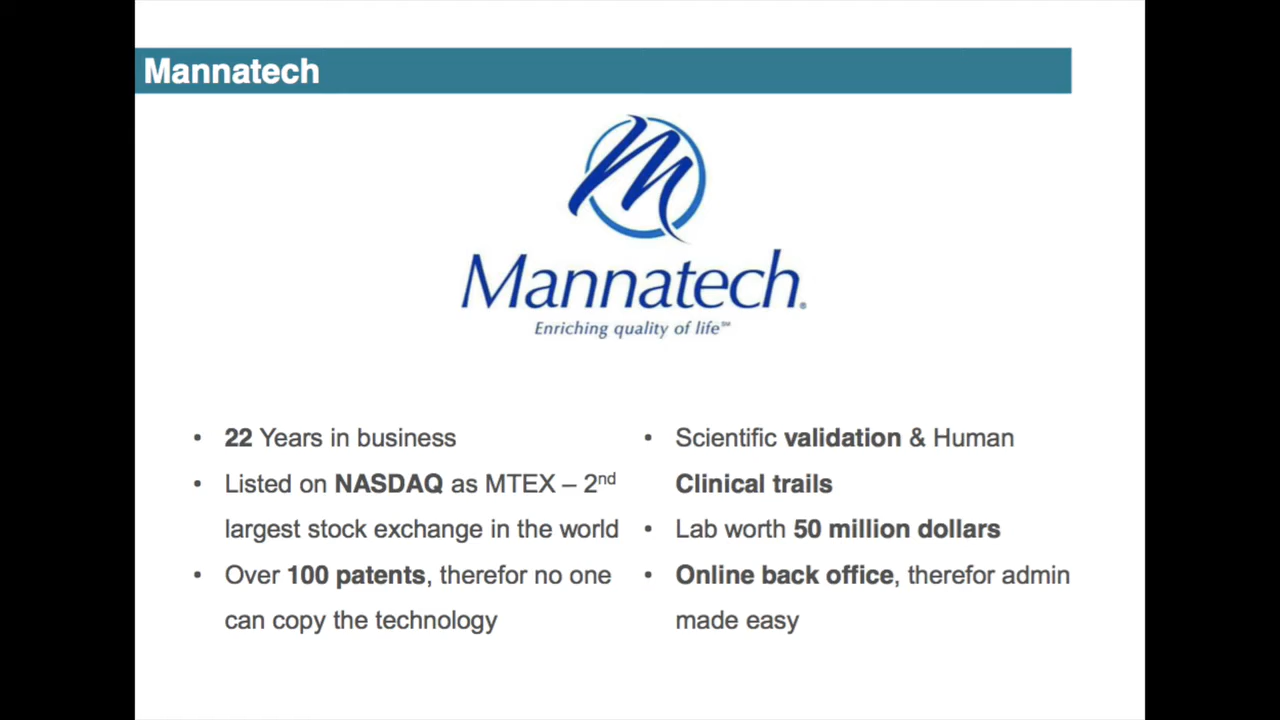 Mannatech
Mannatech®
Enriching quality of life℠
• 22 Years in business
• Listed on NASDAQ as MTEX – 2nd
largest stock exchange in the world
• Over 100 patents, therefor no one
can copy the technology
• Scientific validation & Human
Clinical trails
• Lab worth 50 million dollars
• Online back office, therefor admin
made easy